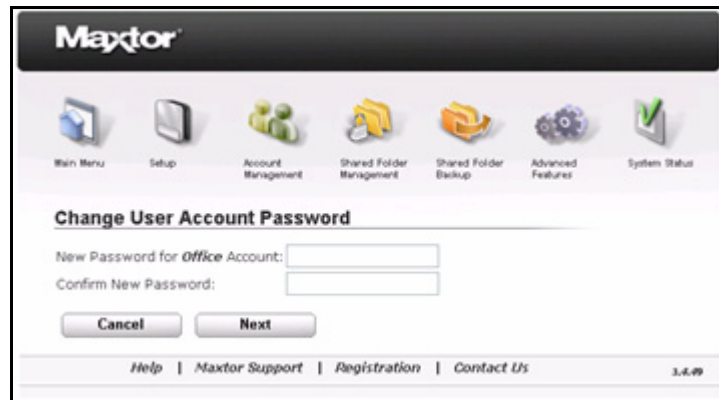 Maxtor
Main Menu
Setup
Account Management
Shared Folder Management
Shared Folder Backup
Advanced Features
System Status
Change User Account Password
New Password for Office Account:
Confirm New Password:
Cancel
Next
Help | Maxtor Support | Registration | Contact Us